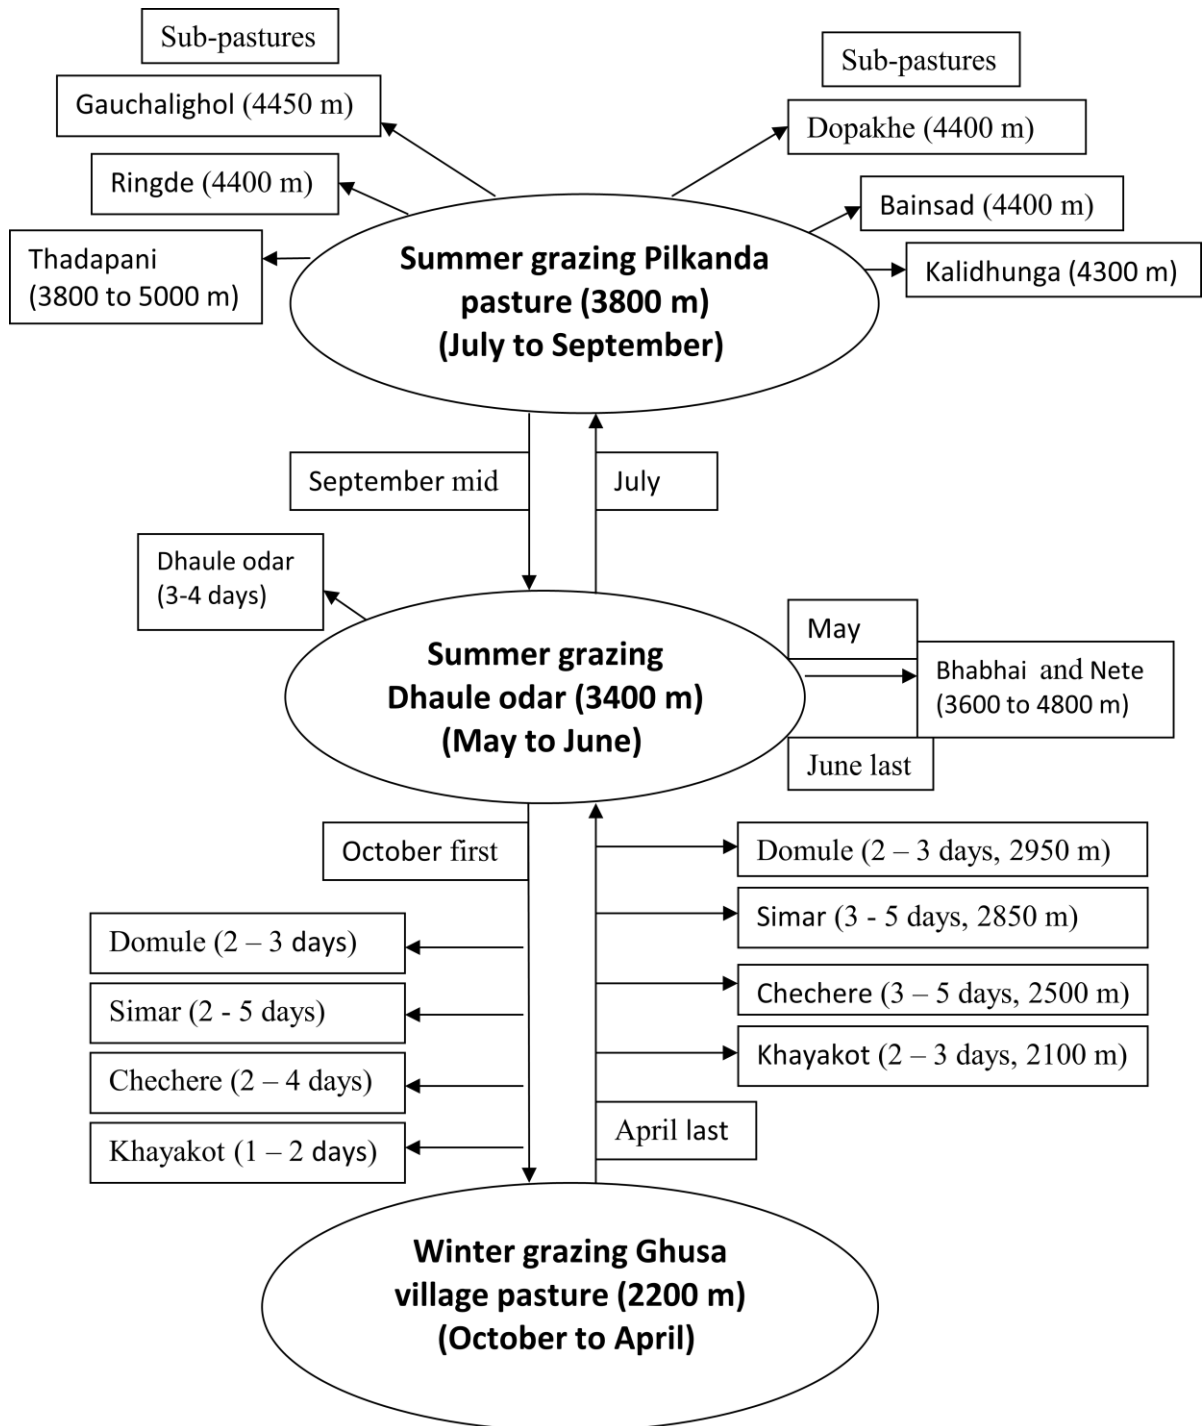 Sub-pastures
Gauchalighol (4450 m)
Ringde (4400 m)
Thadapani
(3800 to 5000 m)
Sub-pastures
Dopakhe (4400 m)
Bainsad (4400 m)
Kalidhunga (4300 m)
Summer grazing Pilkanda
pasture (3800 m)
(July to September)
September mid
July
Dhaule odar
(3-4 days)
Summer grazing
Dhaule odar (3400 m)
(May to June)
May
Bhabhai and Nete
(3600 to 4800 m)
June last
October first
Domule (2 – 3 days)
Simar (2 - 5 days)
Chechere (2 – 4 days)
Khayakot (1 – 2 days)
Domule (2 – 3 days, 2950 m)
Simar (3 - 5 days, 2850 m)
Chechere (3 – 5 days, 2500 m)
Khayakot (2 – 3 days, 2100 m)
April last
Winter grazing Ghusa
village pasture (2200 m)
(October to April)